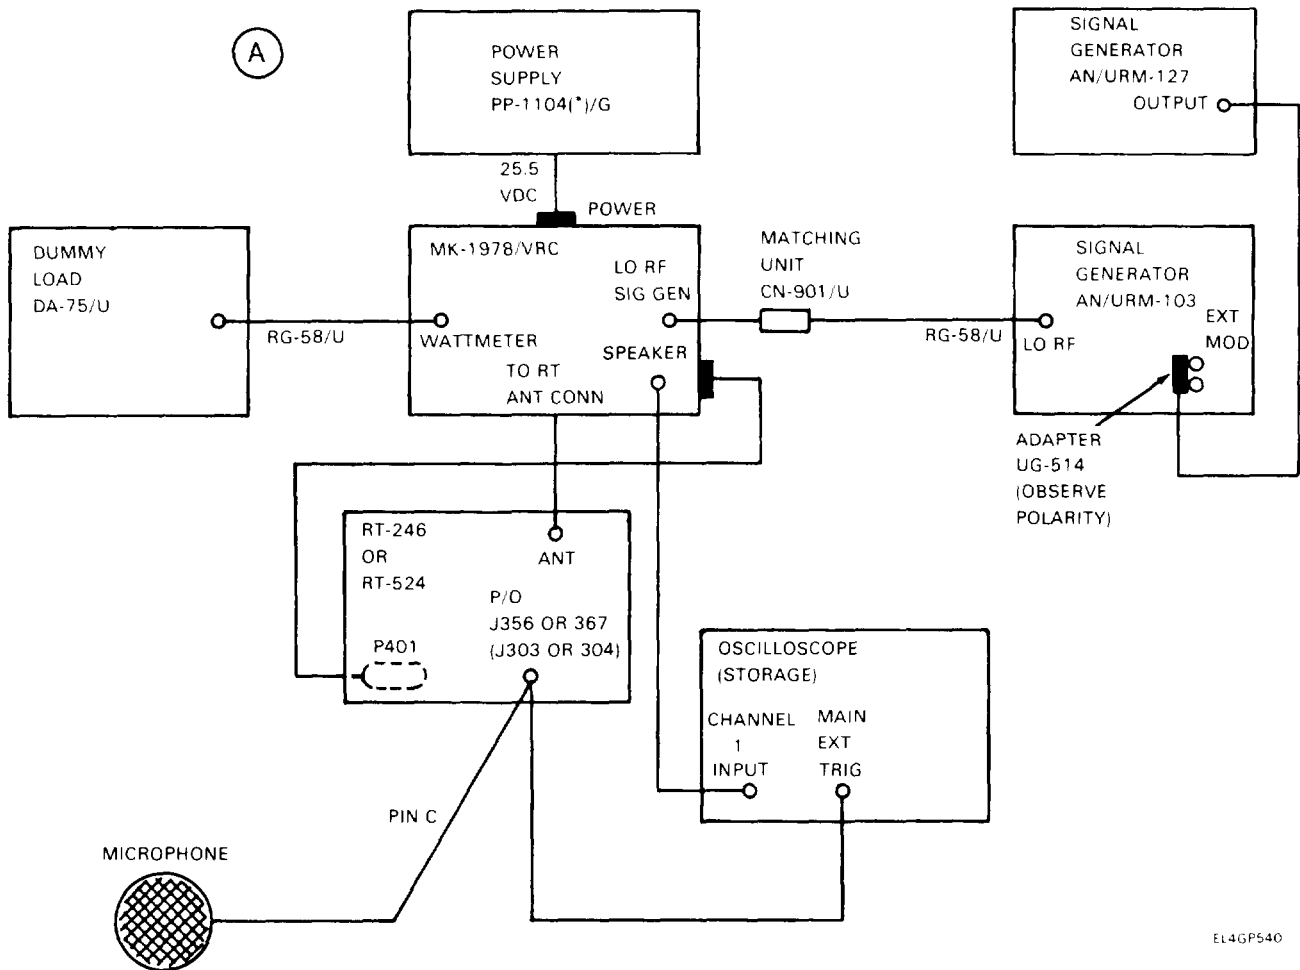 A
POWER
SUPPLY
PP-1104(*)/G
SIGNAL
GENERATOR
AN/URM-127
OUTPUT
25.5
VDC
POWER
DUMMY
LOAD
DA-75/U
RG-58/U
MK-1978/VRC
LO RF
SIG GEN
WATTMETER
SPEAKER
TO RT
ANT CONN
MATCHING
UNIT
CN-901/U
RG-58/U
SIGNAL
GENERATOR
AN/URM-103
EXT
MOD
LO RF
ADAPTER
UG-514
(OBSERVE
POLARITY)
RT-246
OR
RT-524
ANT
P/O
J356 OR 367
(J303 OR 304)
P401
OSCILLOSCOPE
(STORAGE)
CHANNEL
1
INPUT
MAIN
EXT
TRIG
PIN C
MICROPHONE
EL4GP540